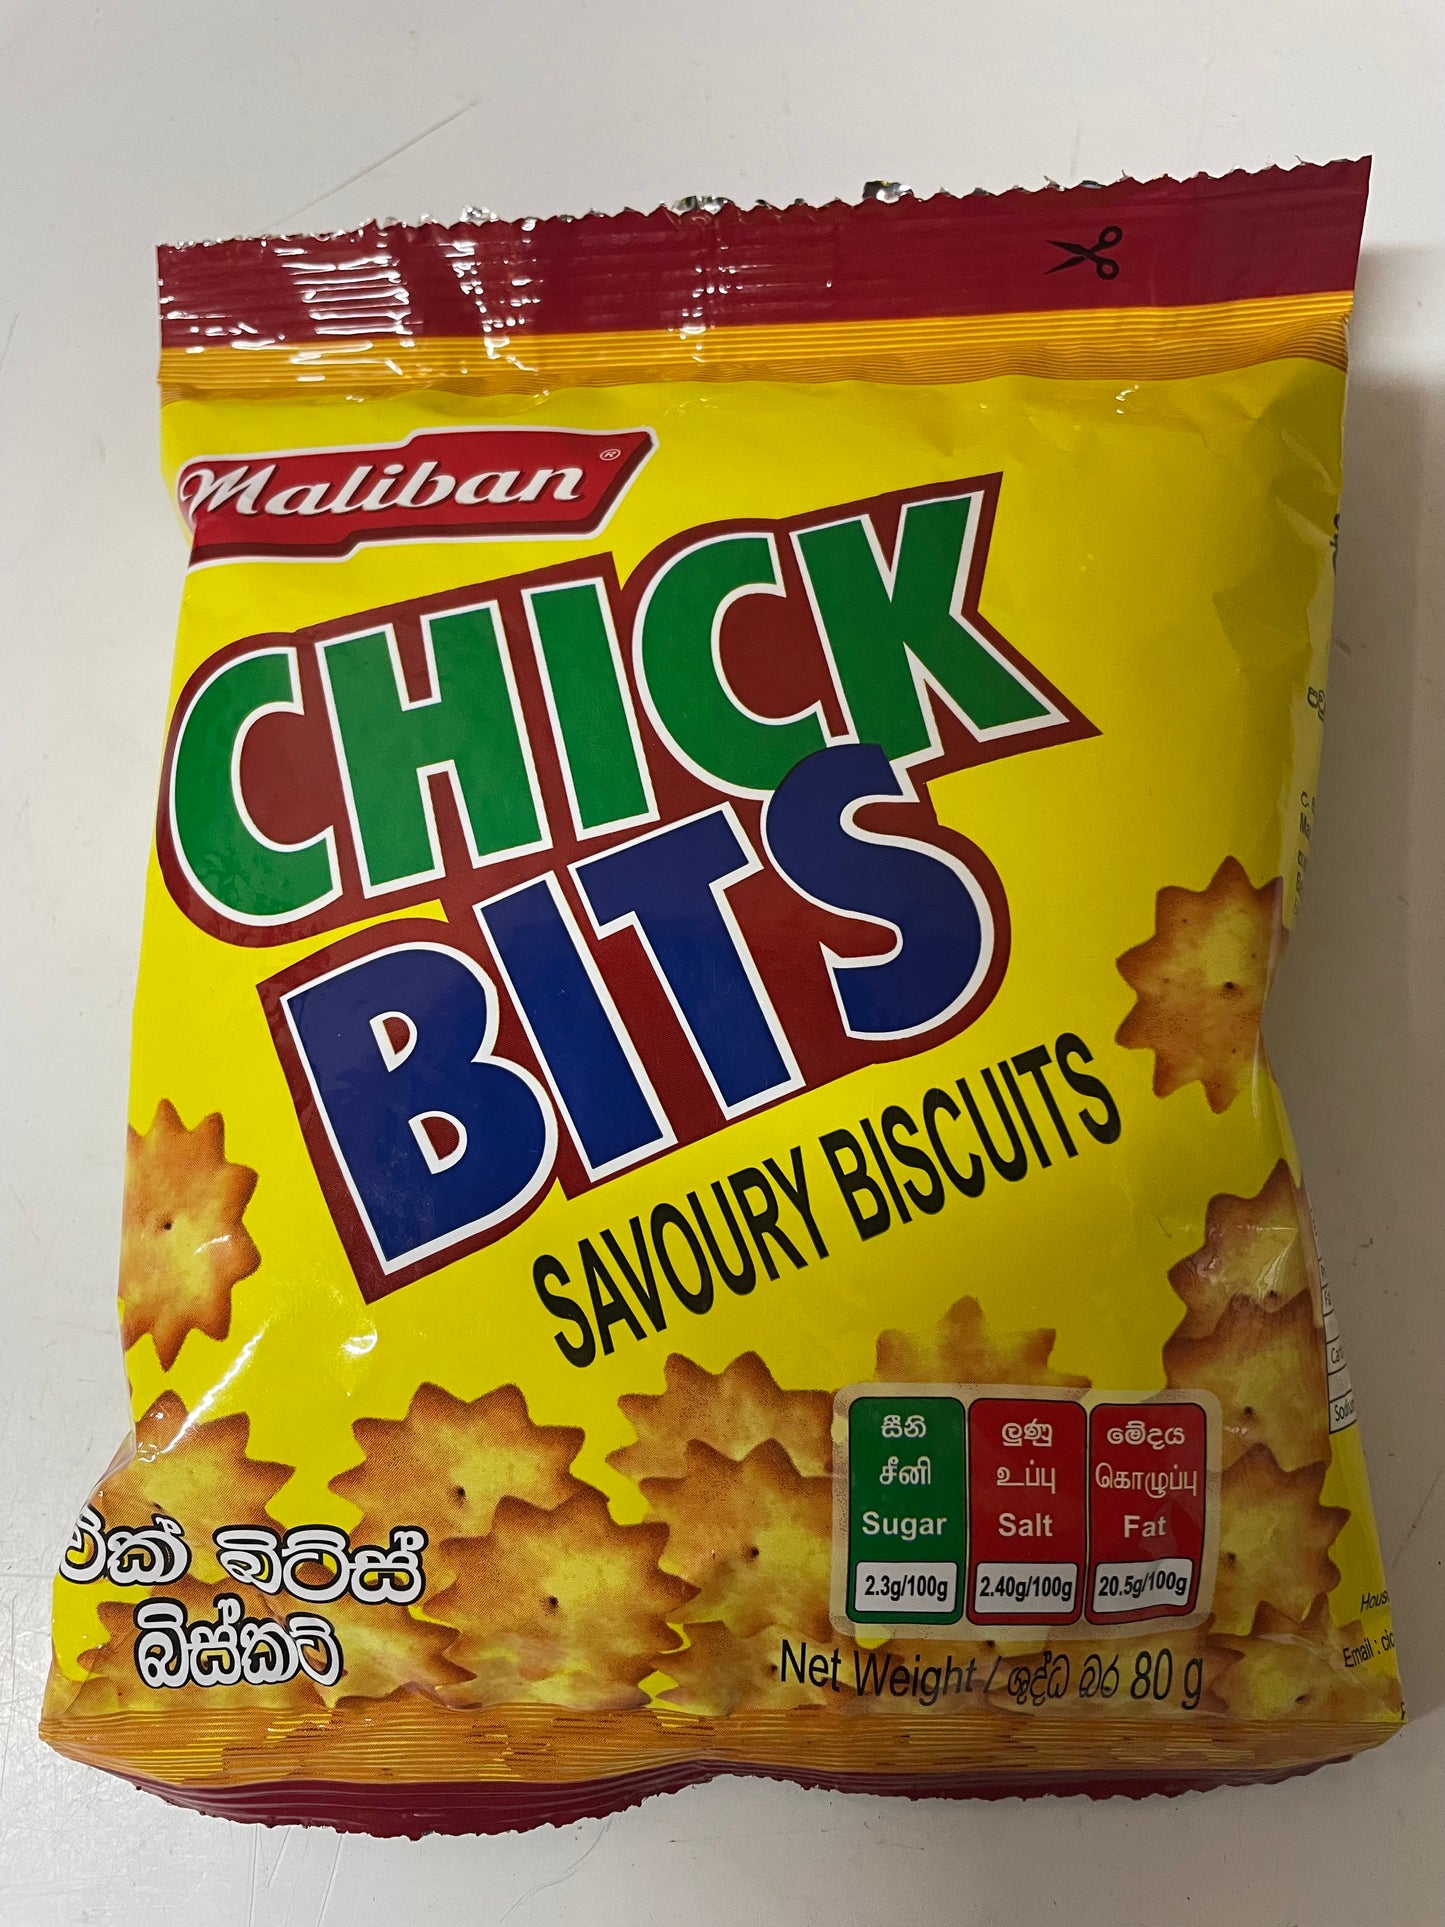 Maliban®
CHICK
BITS
SAVOURY BISCUITS
සීනි
சீனி
Sugar
2.3g/100g
ලුණු
உப்பு
Salt
2.40g/100g
මේදය
கொழுப்பு
Fat
20.5g/100g
චික් බිට්ස්
බිස්කට්
Net Weight / ශුද්ධ බර 80 g
Email :